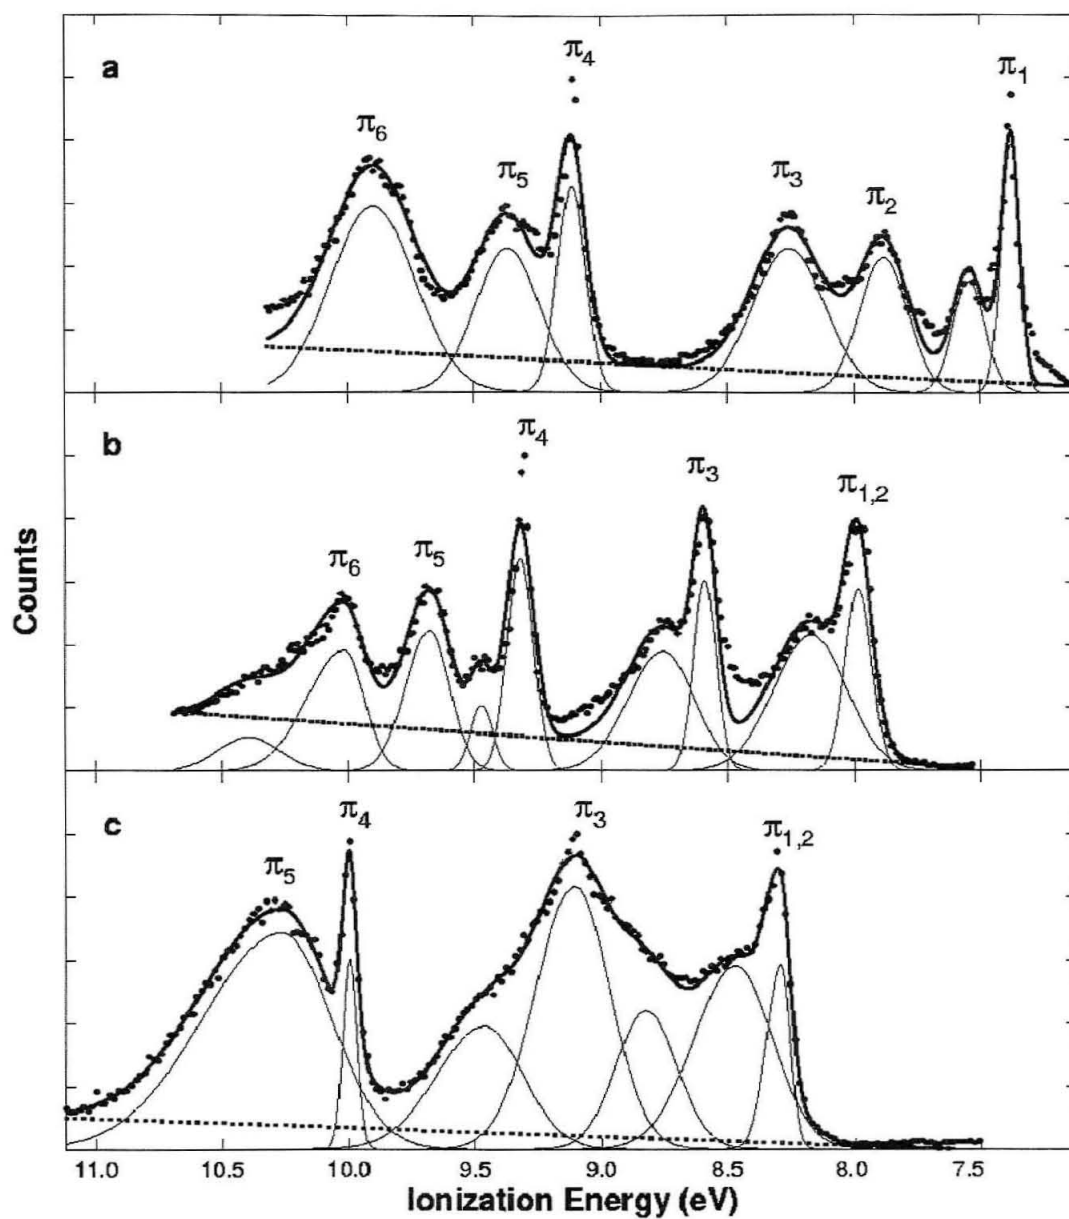 a
π6 π5 π4 π3 π2 π1
b
π6 π5 π4 π3 π1,2
c
π5 π4 π3 π1,2
Counts
11.0 10.5 10.0 9.5 9.0 8.5 8.0 7.5
Ionization Energy (eV)